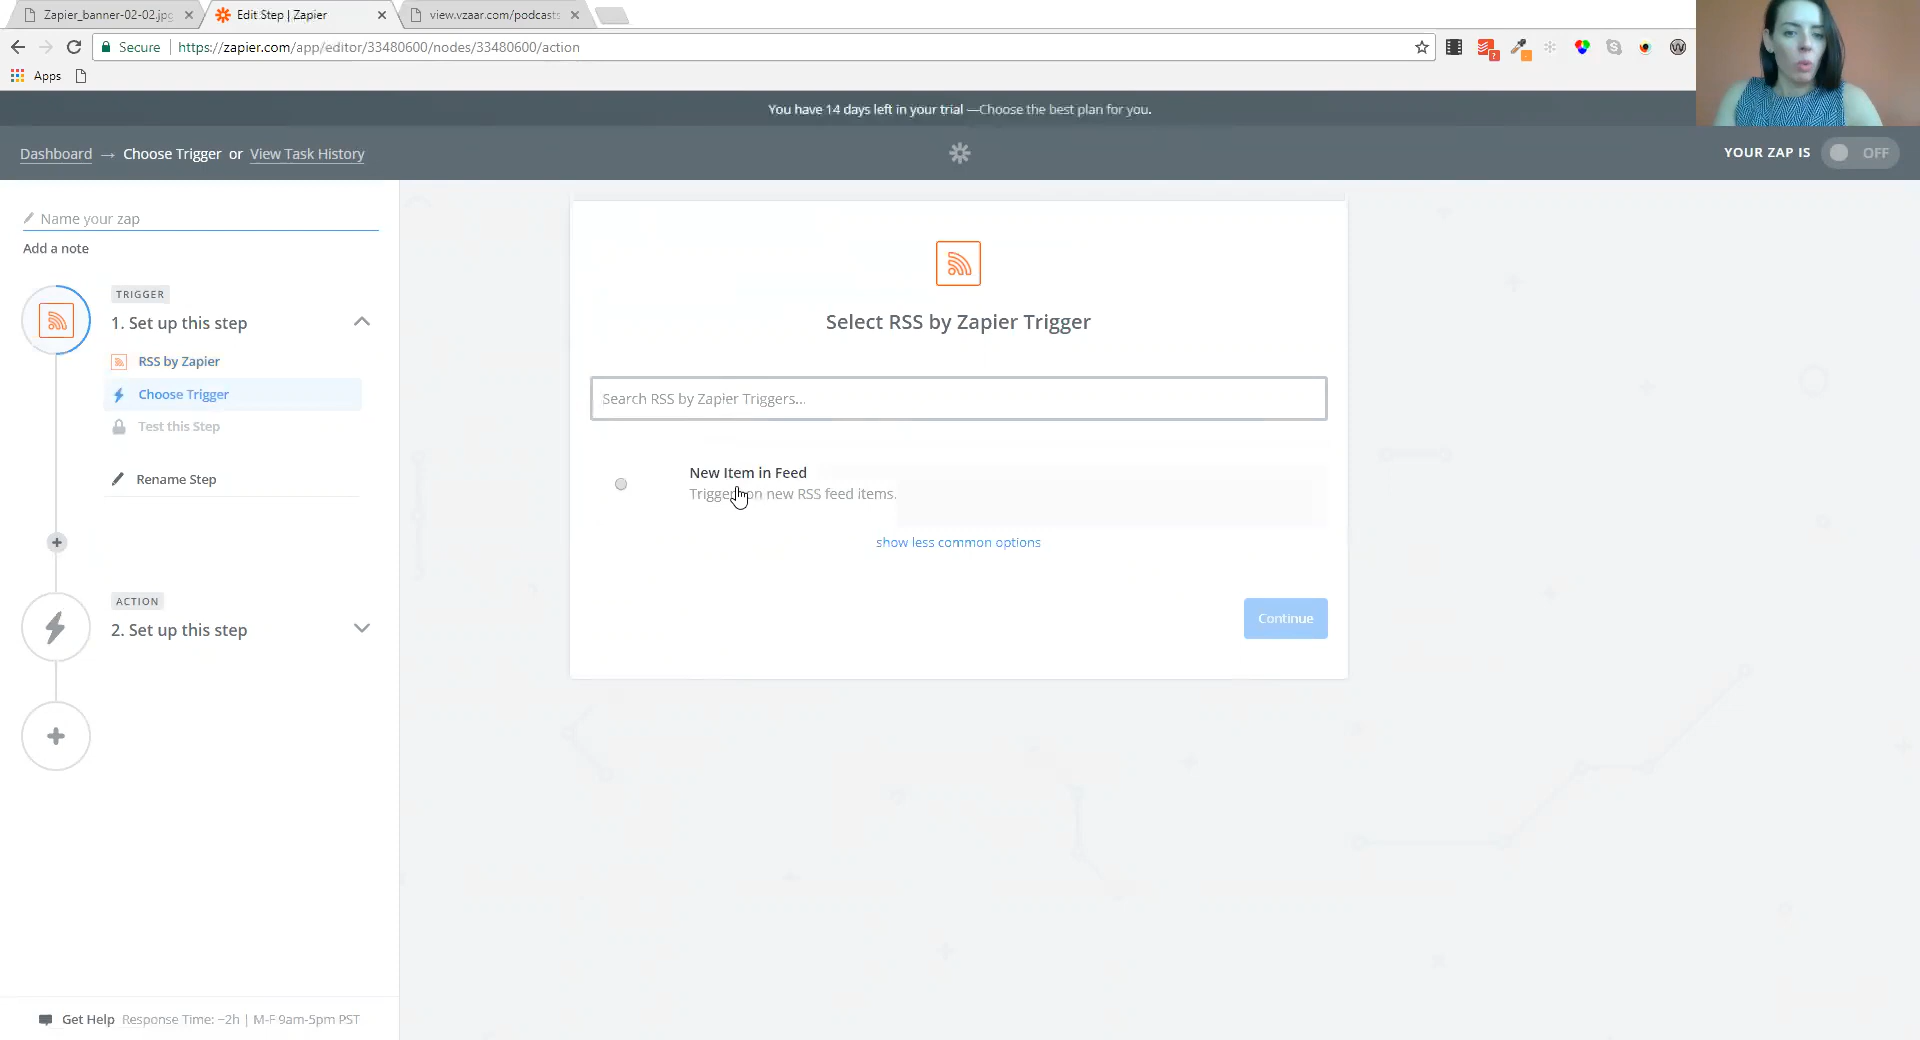 Zapier_banner-02-02.jpg
Edit Step | Zapier
view.vzaar.com/podcasts
Secure
https://zapier.com/app/editor/33480600/nodes/33480600/action
Apps
You have 14 days left in your trial —Choose the best plan for you.
Dashboard → Choose Trigger or View Task History
YOUR ZAP IS OFF
Name your zap
Add a note
TRIGGER
1. Set up this step
RSS by Zapier
Choose Trigger
Test this Step
Rename Step
ACTION
2. Set up this step
Select RSS by Zapier Trigger
Search RSS by Zapier Triggers...
New Item in Feed
Trigger on new RSS feed items.
show less common options
Continue
Get Help Response Time: ~2h | M-F 9am-5pm PST